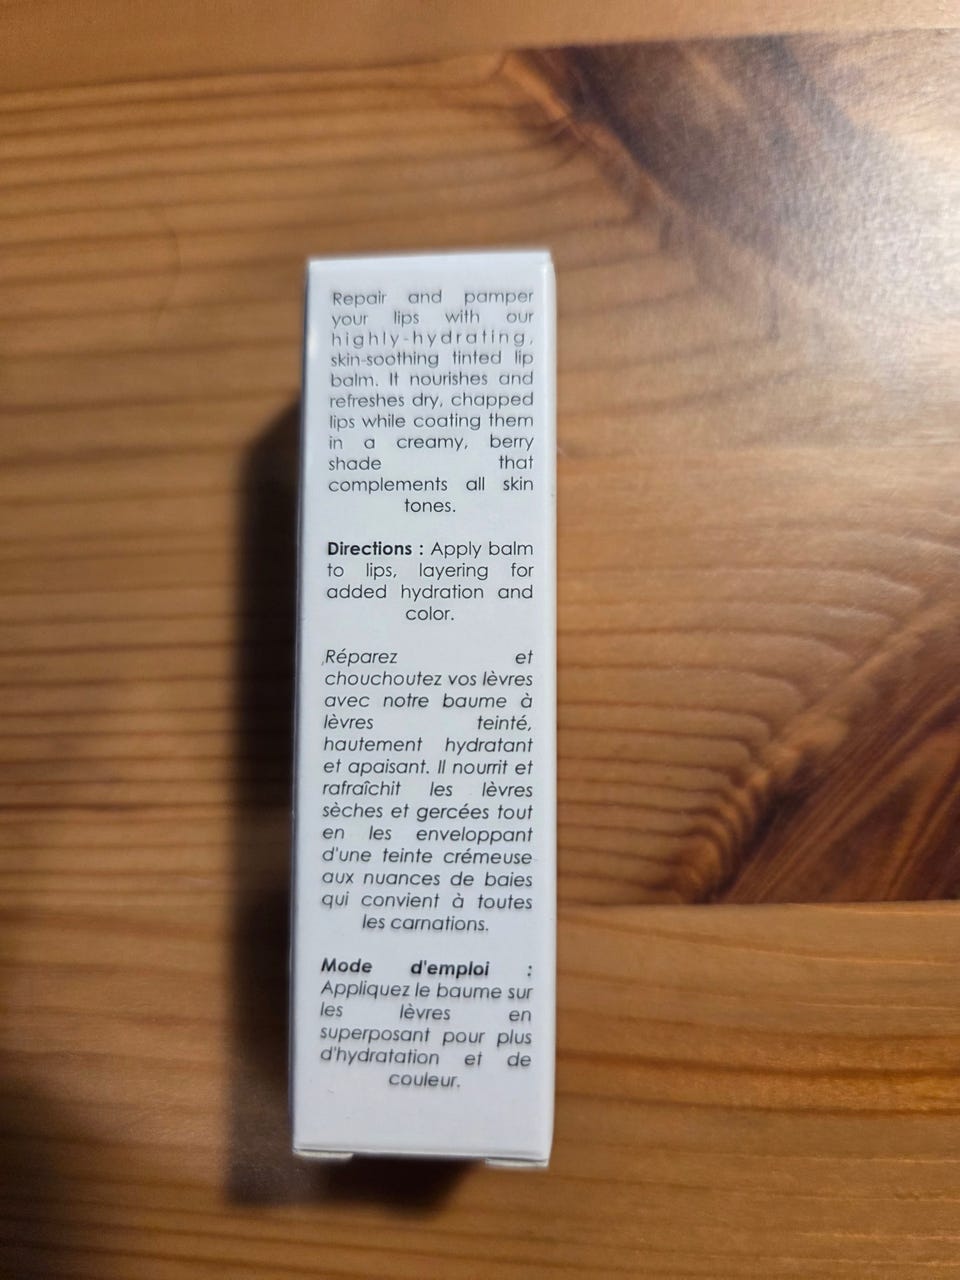 Repair and pamper
your lips with our
highly-hydrating,
skin-soothing tinted lip
balm. It nourishes and
refreshes dry, chapped
lips while coating them
in a creamy, berry
shade that
complements all skin
tones.
Directions : Apply balm
to lips, layering for
added hydration and
color.
Réparez et
chouchoutez vos lèvres
avec notre baume à
lèvres teinté,
hautement hydratant
et apaisant. Il nourrit et
rafraîchit les lèvres
sèches et gercées tout
en les enveloppant
d'une teinte crémeuse
aux nuances de baies
qui convient à toutes
les carnations.
Mode d'emploi :
Appliquez le baume sur
les lèvres en
superposant pour plus
d'hydratation et de
couleur.